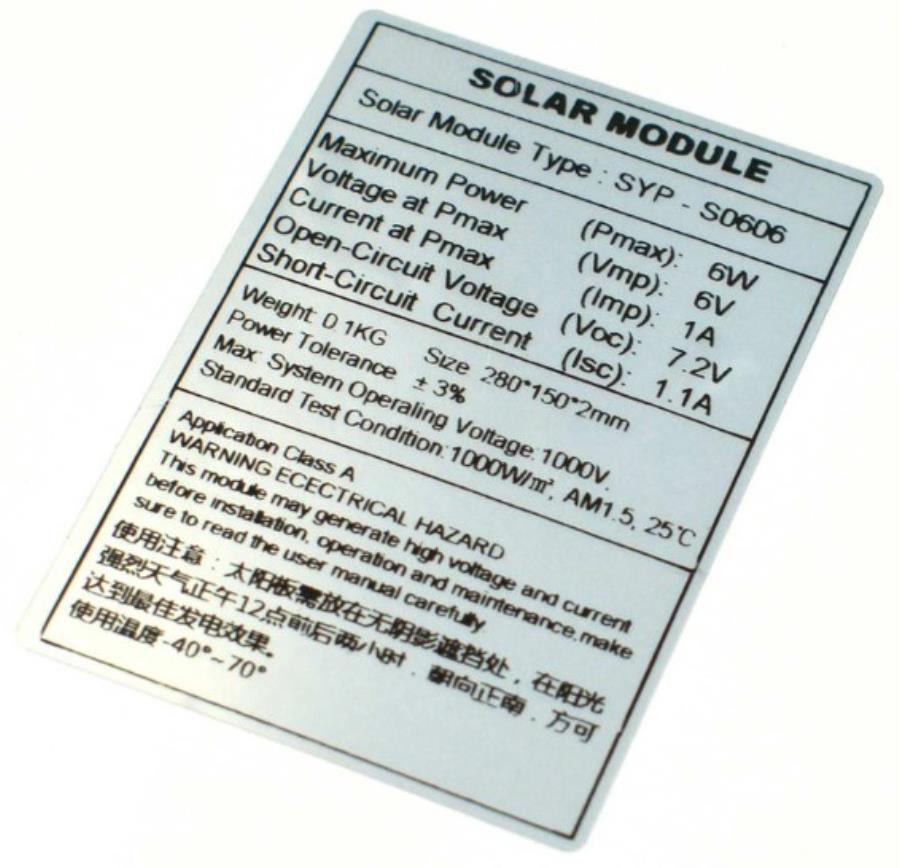 SOLAR MODULE
Solar Module Type : SYP - S0606
Maximum Power (Pmax): 6W
Voltage at Pmax (Vmp): 6V
Current at Pmax (Imp): 1A
Open-Circuit Voltage (Voc): 7.2V
Short-Circuit Current (Isc): 1.1A
Weight: 0.1KG Size 280*150*2mm
Power Tolerance ± 3%
Max: System Operaling Voltage: 1000V.
Standard Test Condition: 1000W/㎡, AM1.5, 25℃
Application Class A
WARNING ECECTRICAL HAZARD
This module may generate high voltage and current
before installation, operation and maintenance, make
sure to read the user manual carefully.
使用注意：太阳板需放在无阴影遮挡处，在阳光
强烈天气正午12点前后两小时．朝向正南．方可
达到最佳发电效果。
使用温度-40°~70°